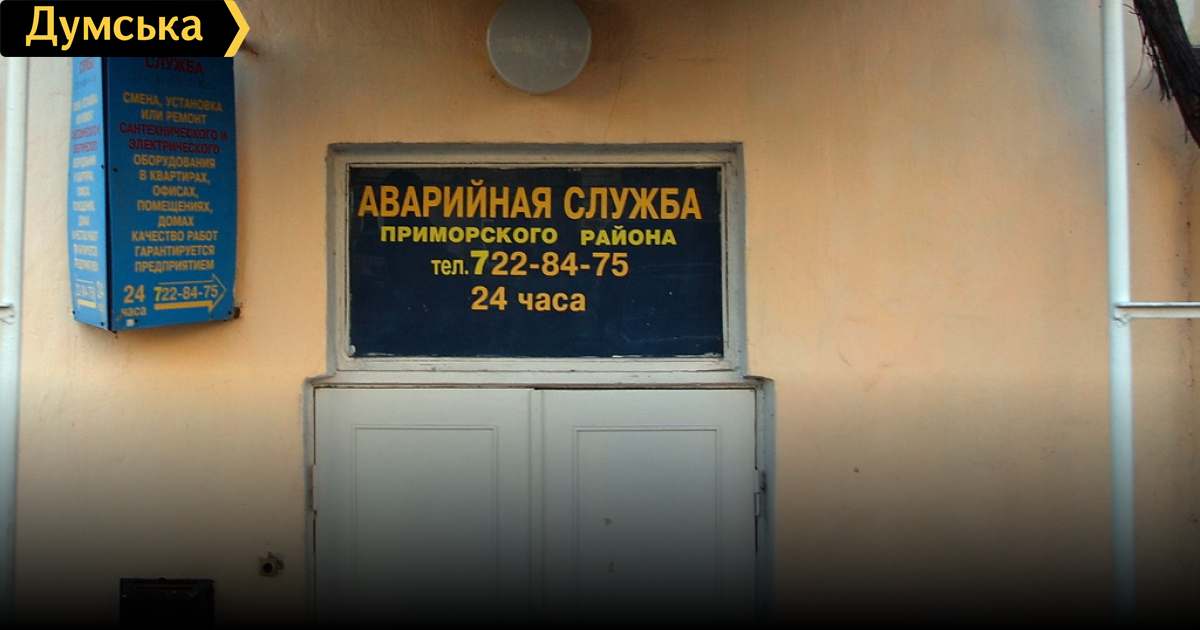 Думська
СЛУЖБА
СМЕНА, УСТАНОВКА
ИЛИ РЕМОНТ
САНТЕХНИЧЕСКОГО И
ЭЛЕКТРИЧЕСКОГО
ОБОРУДОВАНИЯ
В КВАРТИРАХ,
ОФИСАХ,
ПОМЕЩЕНИЯХ,
ДОМАХ
КАЧЕСТВО РАБОТ
ГАРАНТИРУЕТСЯ
ПРЕДПРИЯТИЕМ
24 722-84-75
часа
АВАРИЙНАЯ СЛУЖБА
ПРИМОРСКОГО РАЙОНА
тел.722-84-75
24 часа